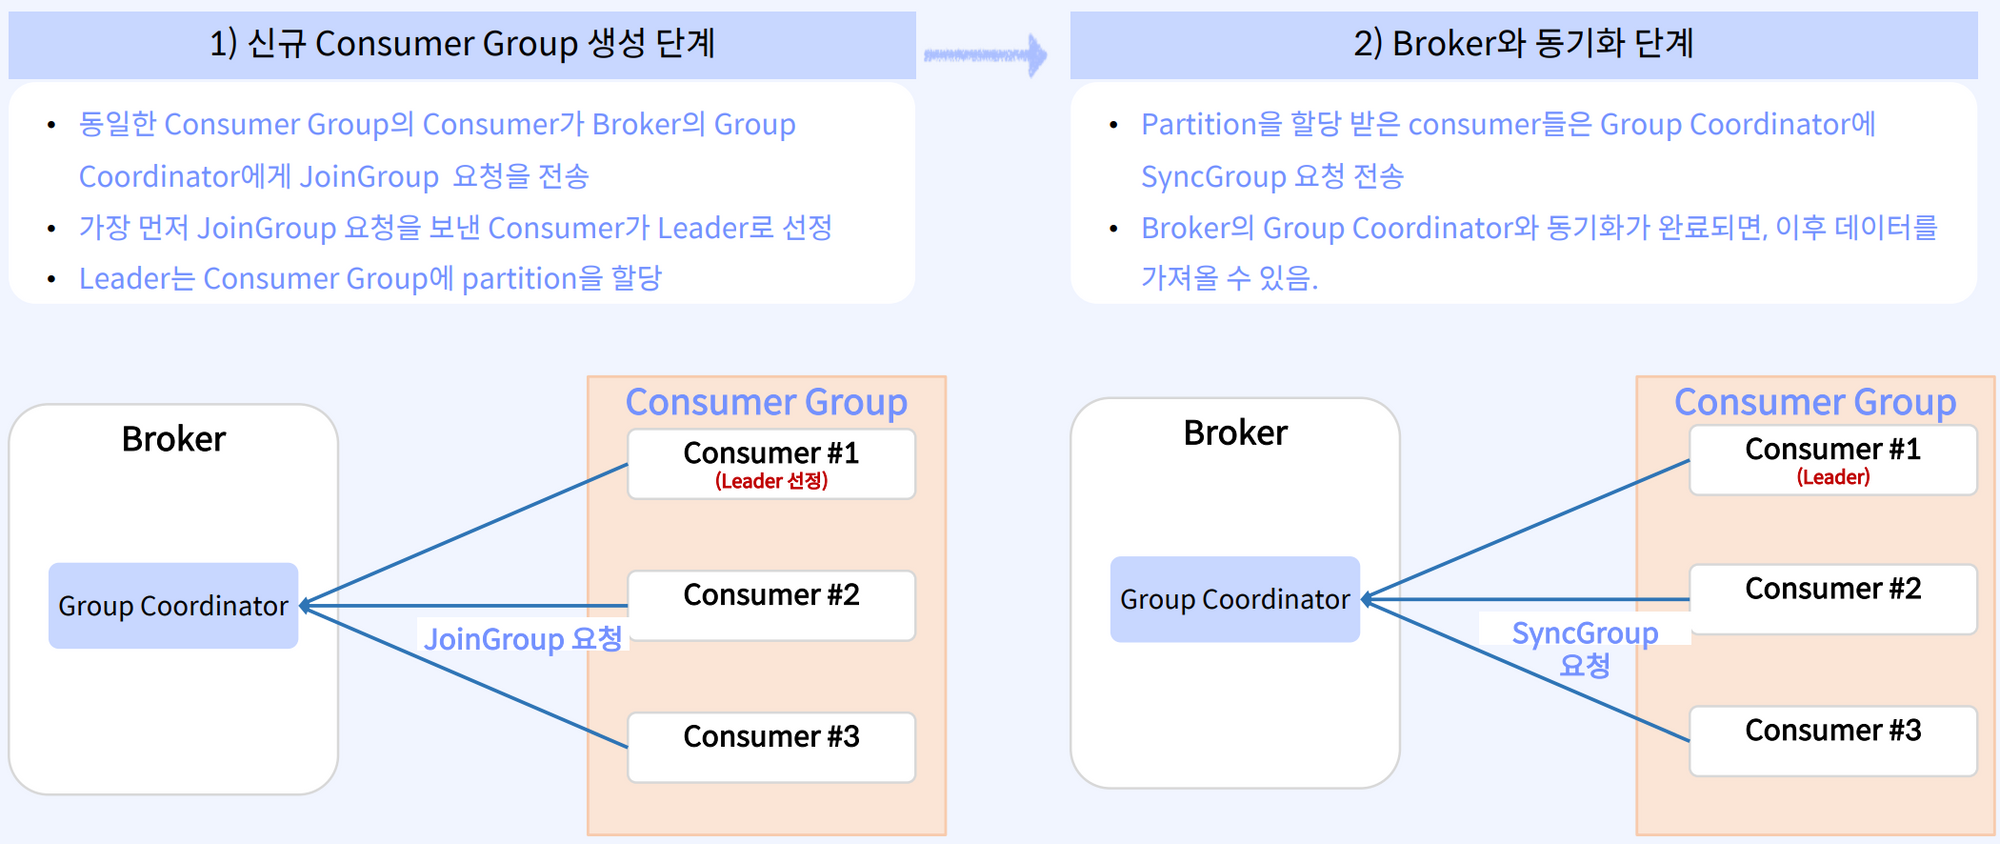 1) 신규 Consumer Group 생성 단계
• 동일한 Consumer Group의 Consumer가 Broker의 Group
Coordinator에게 JoinGroup 요청을 전송
• 가장 먼저 JoinGroup 요청을 보낸 Consumer가 Leader로 선정
• Leader는 Consumer Group에 partition을 할당
Broker
Group Coordinator
JoinGroup 요청
Consumer Group
Consumer #1
(Leader 선정)
Consumer #2
Consumer #3
2) Broker와 동기화 단계
• Partition을 할당 받은 consumer들은 Group Coordinator에
SyncGroup 요청 전송
• Broker의 Group Coordinator와 동기화가 완료되면, 이후 데이터를
가져올 수 있음.
Broker
Group Coordinator
SyncGroup
요청
Consumer Group
Consumer #1
(Leader)
Consumer #2
Consumer #3